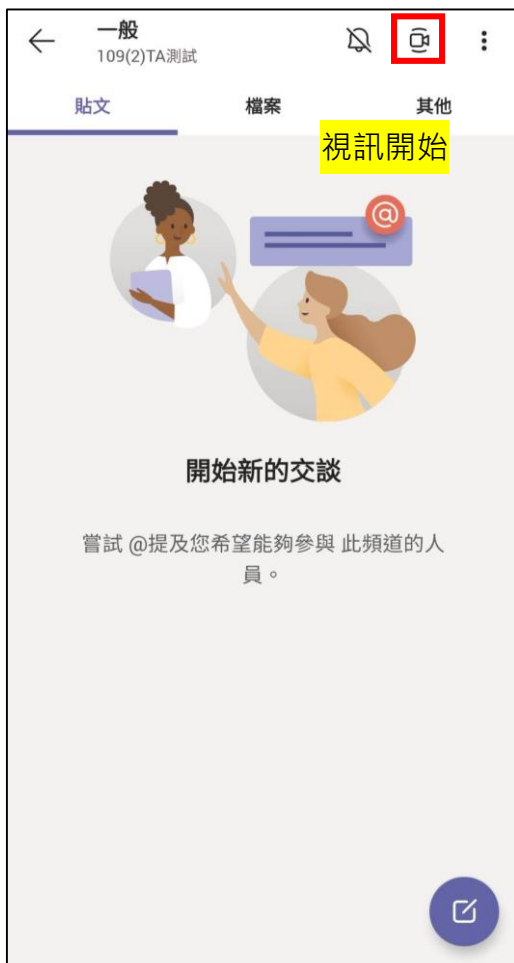 一般
109(2)TA測試
貼文 檔案 其他
視訊開始
@
開始新的交談
嘗試 @提及您希望能夠參與 此頻道的人
員。